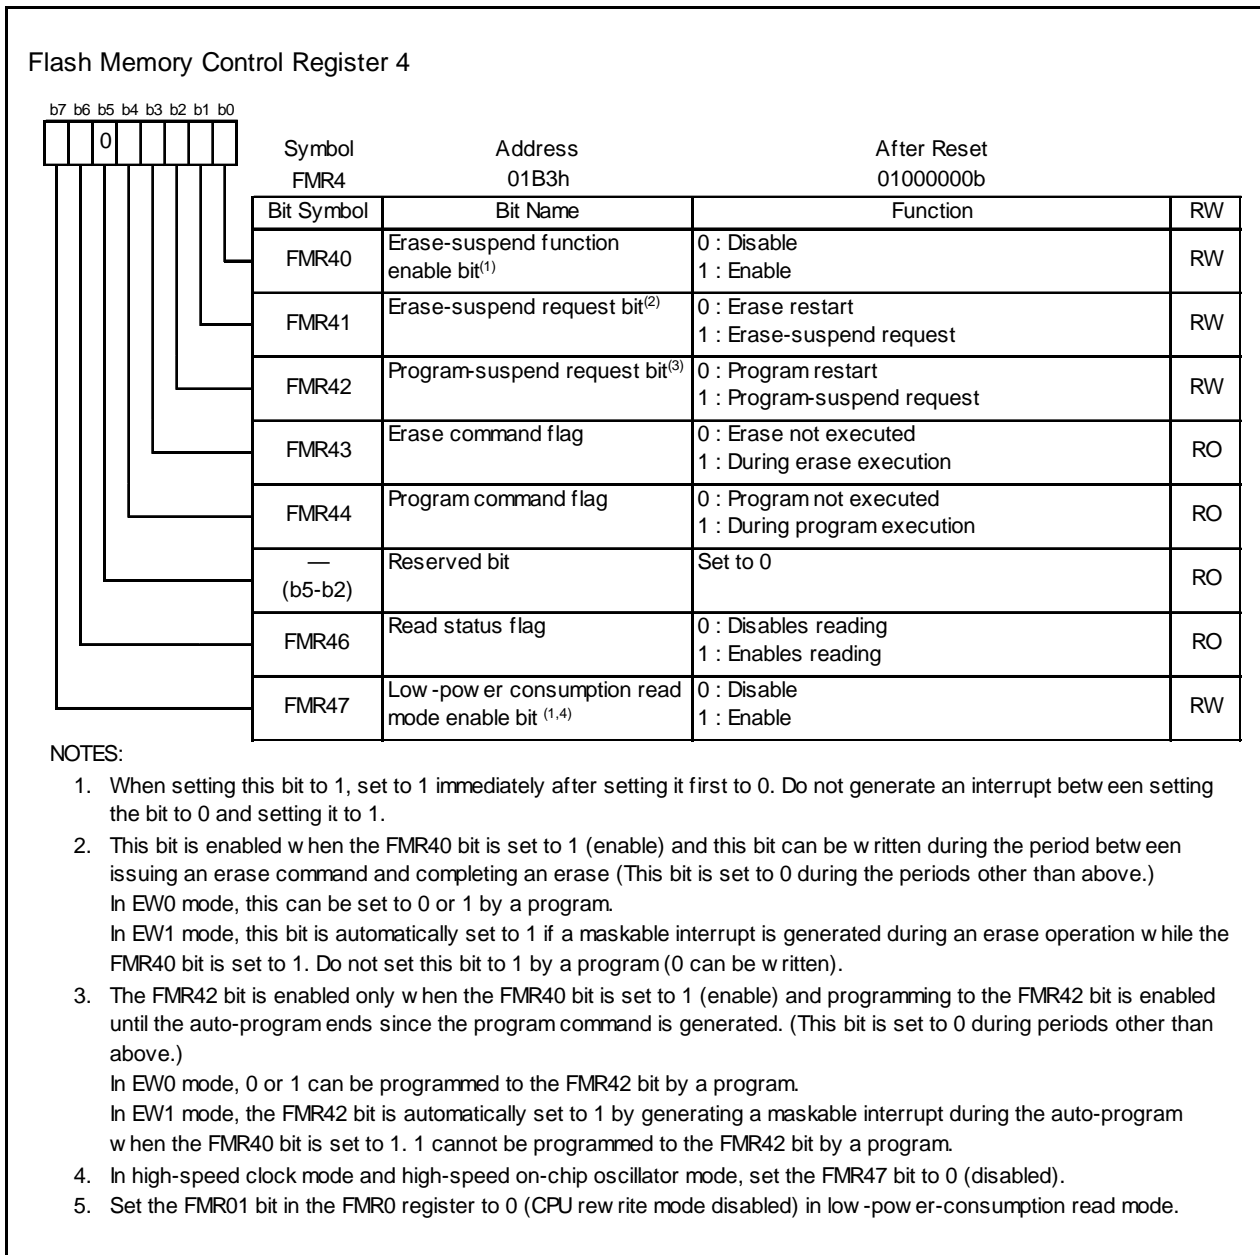 Flash Memory Control Register 4
b7 b6 b5 b4 b3 b2 b1 b0
0
Symbol Address After Reset
FMR4 01B3h 01000000b
Bit Symbol Bit Name Function RW
FMR40 Erase-suspend function enable bit(1) 0 : Disable RW
1 : Enable
FMR41 Erase-suspend request bit(2) 0 : Erase restart RW
1 : Erase-suspend request
FMR42 Program-suspend request bit(3) 0 : Program restart RW
1 : Program-suspend request
FMR43 Erase command flag 0 : Erase not executed RO
1 : During erase execution
FMR44 Program command flag 0 : Program not executed RO
1 : During program execution
— Reserved bit Set to 0 RO
(b5-b2)
FMR46 Read status flag 0 : Disables reading RO
1 : Enables reading
FMR47 Low-power consumption read mode enable bit (1,4) 0 : Disable RW
1 : Enable
NOTES:
1. When setting this bit to 1, set to 1 immediately after setting it first to 0. Do not generate an interrupt between setting
the bit to 0 and setting it to 1.
2. This bit is enabled when the FMR40 bit is set to 1 (enable) and this bit can be written during the period between
issuing an erase command and completing an erase (This bit is set to 0 during the periods other than above.)
In EW0 mode, this can be set to 0 or 1 by a program.
In EW1 mode, this bit is automatically set to 1 if a maskable interrupt is generated during an erase operation while the
FMR40 bit is set to 1. Do not set this bit to 1 by a program (0 can be written).
3. The FMR42 bit is enabled only when the FMR40 bit is set to 1 (enable) and programming to the FMR42 bit is enabled
until the auto-program ends since the program command is generated. (This bit is set to 0 during periods other than
above.)
In EW0 mode, 0 or 1 can be programmed to the FMR42 bit by a program.
In EW1 mode, the FMR42 bit is automatically set to 1 by generating a maskable interrupt during the auto-program
when the FMR40 bit is set to 1. 1 cannot be programmed to the FMR42 bit by a program.
4. In high-speed clock mode and high-speed on-chip oscillator mode, set the FMR47 bit to 0 (disabled).
5. Set the FMR01 bit in the FMR0 register to 0 (CPU rewrite mode disabled) in low-power-consumption read mode.